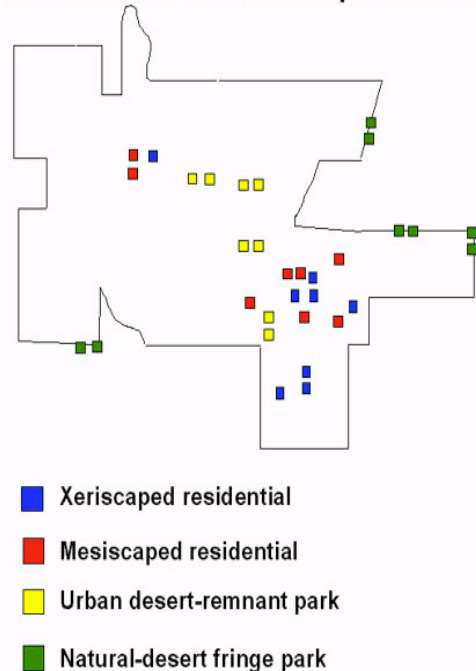 Xeriscaped residential
Mesiscaped residential
Urban desert-remnant park
Natural-desert fringe park